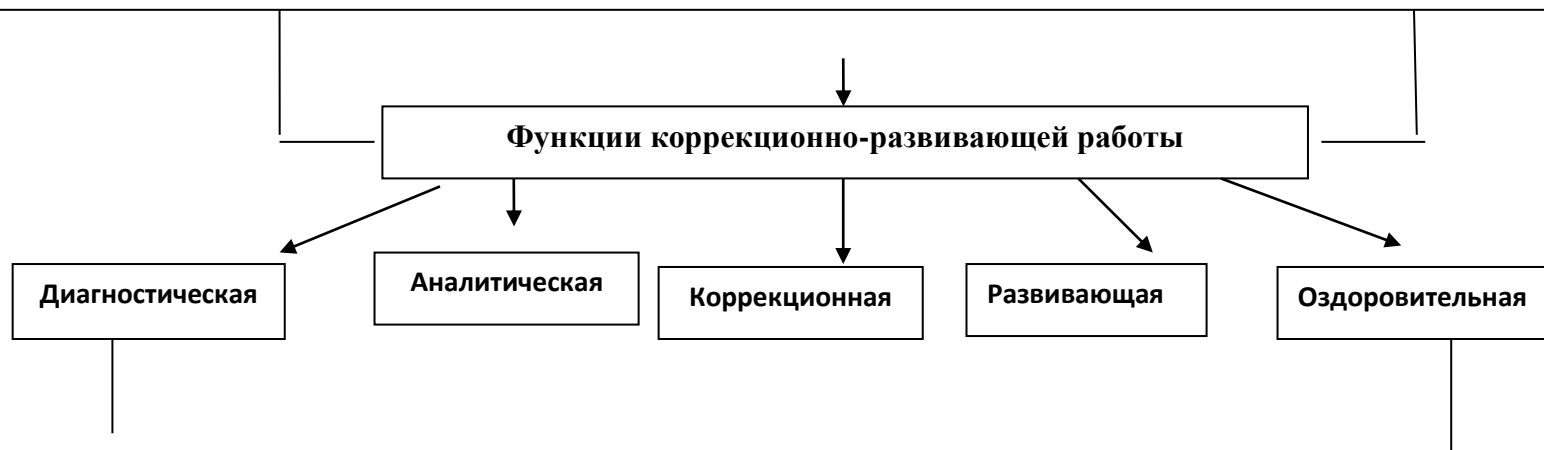 Функции коррекционно-развивающей работы
Диагностическая
Аналитическая
Коррекционная
Развивающая
Оздоровительная